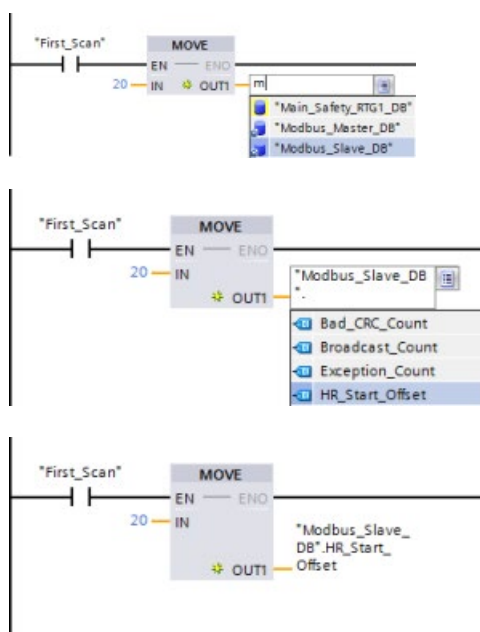 "First_Scan"
MOVE
EN ENO
20 IN OUT1 m
"Main_Safety_RTG1_DB"
"Modbus_Master_DB"
"Modbus_Slave_DB"
"First_Scan"
MOVE
EN ENO
20 IN
"Modbus_Slave_DB
OUT1 ".
Bad_CRC_Count
Broadcast_Count
Exception_Count
HR_Start_Offset
"First_Scan"
MOVE
EN ENO
20 IN
"Modbus_Slave_
DB".HR_Start_
OUT1 Offset